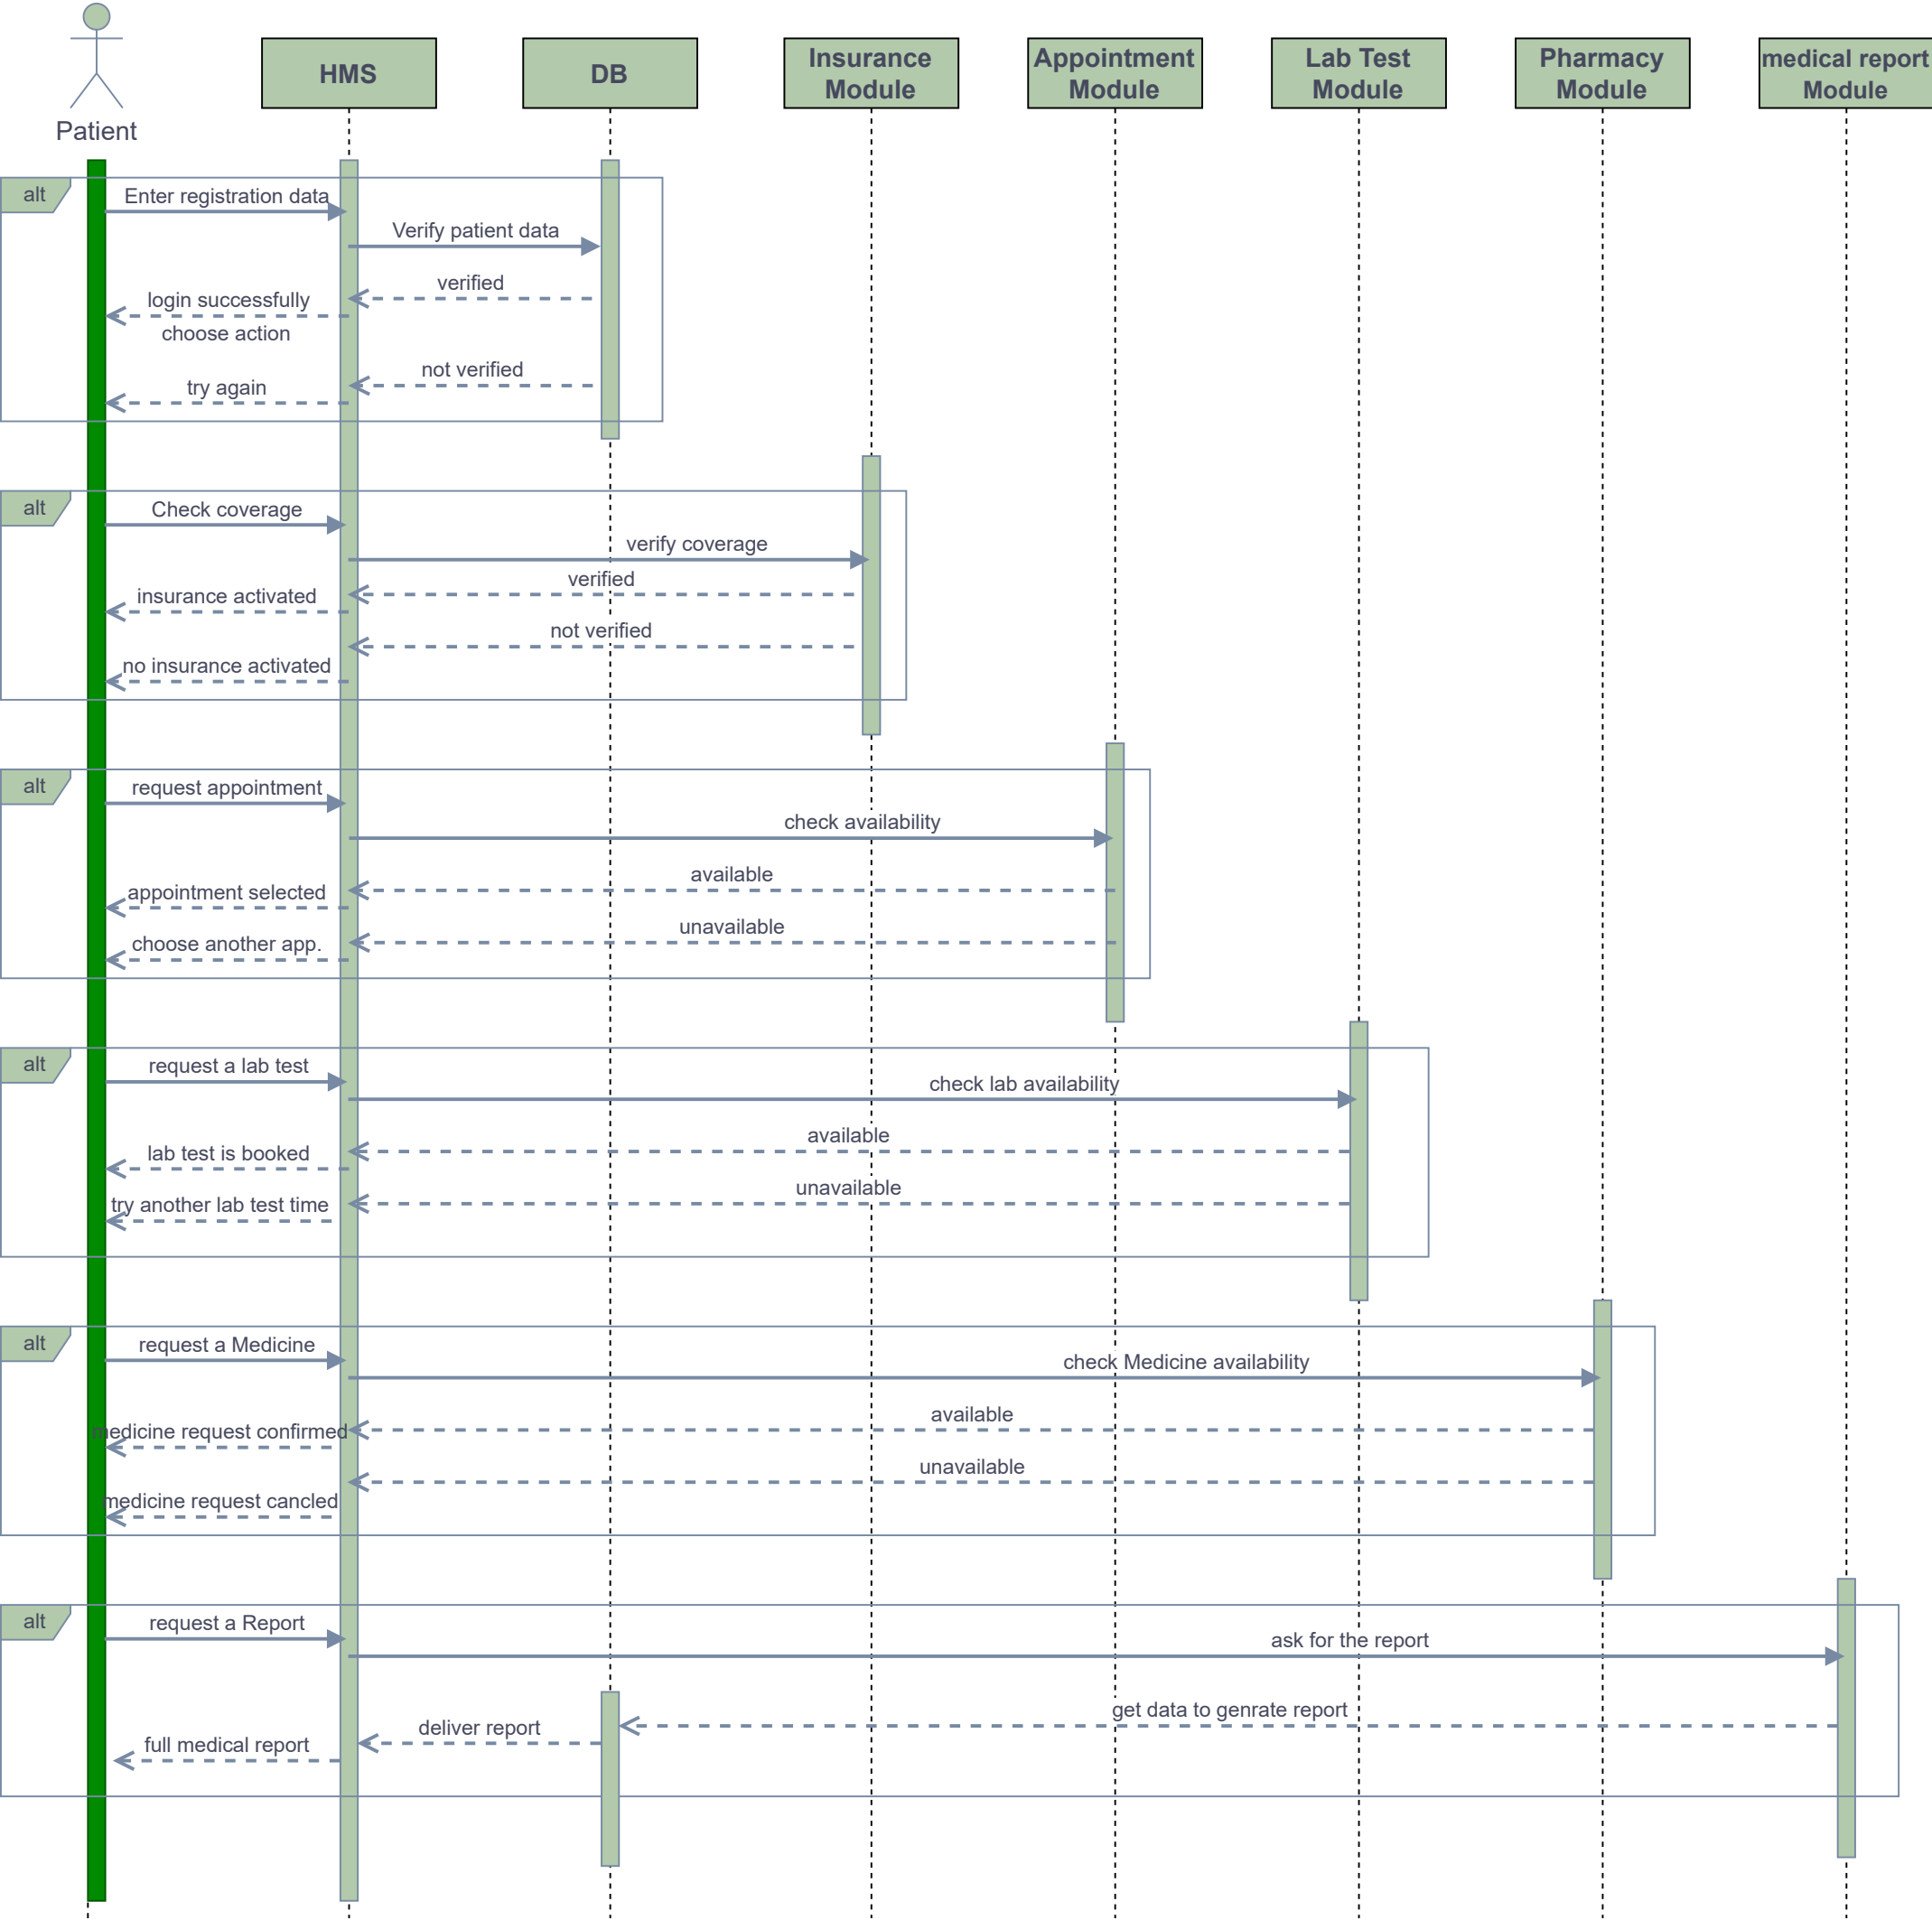 Patient
HMS
DB
Insurance
Module
Appointment
Module
Lab Test
Module
Pharmacy
Module
medical report
Module
alt
Enter registration data
Verify patient data
verified
login successfully
choose action
not verified
try again
alt
Check coverage
verify coverage
verified
insurance activated
not verified
no insurance activated
alt
request appointment
check availability
available
appointment selected
unavailable
choose another app.
alt
request a lab test
check lab availability
available
lab test is booked
unavailable
try another lab test time
alt
request a Medicine
check Medicine availability
available
medicine request confirmed
unavailable
medicine request cancled
alt
request a Report
ask for the report
get data to genrate report
deliver report
full medical report